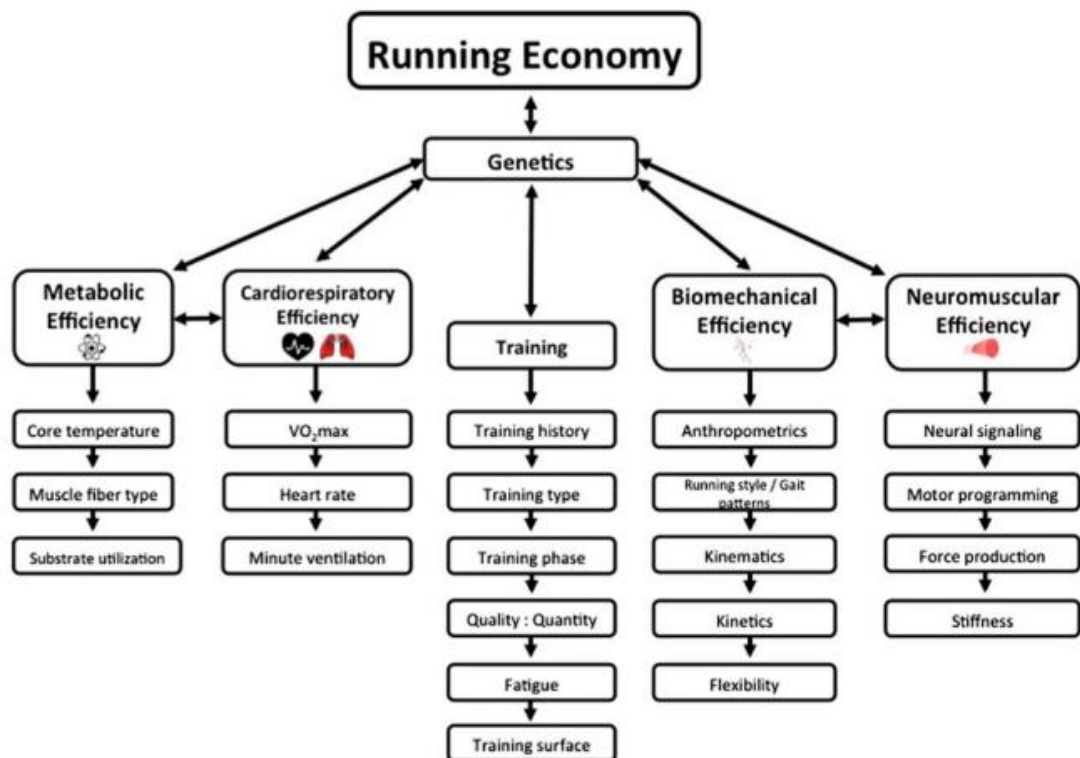 Running Economy
Genetics
Metabolic
Efficiency
Cardiorespiratory
Efficiency
Training
Biomechanical
Efficiency
Neuromuscular
Efficiency
Core temperature
Muscle fiber type
Substrate utilization
VO₂max
Heart rate
Minute ventilation
Training history
Training type
Training phase
Quality : Quantity
Fatigue
Training surface
Anthropometrics
Running style / Gait
patterns
Kinematics
Kinetics
Flexibility
Neural signaling
Motor programming
Force production
Stiffness